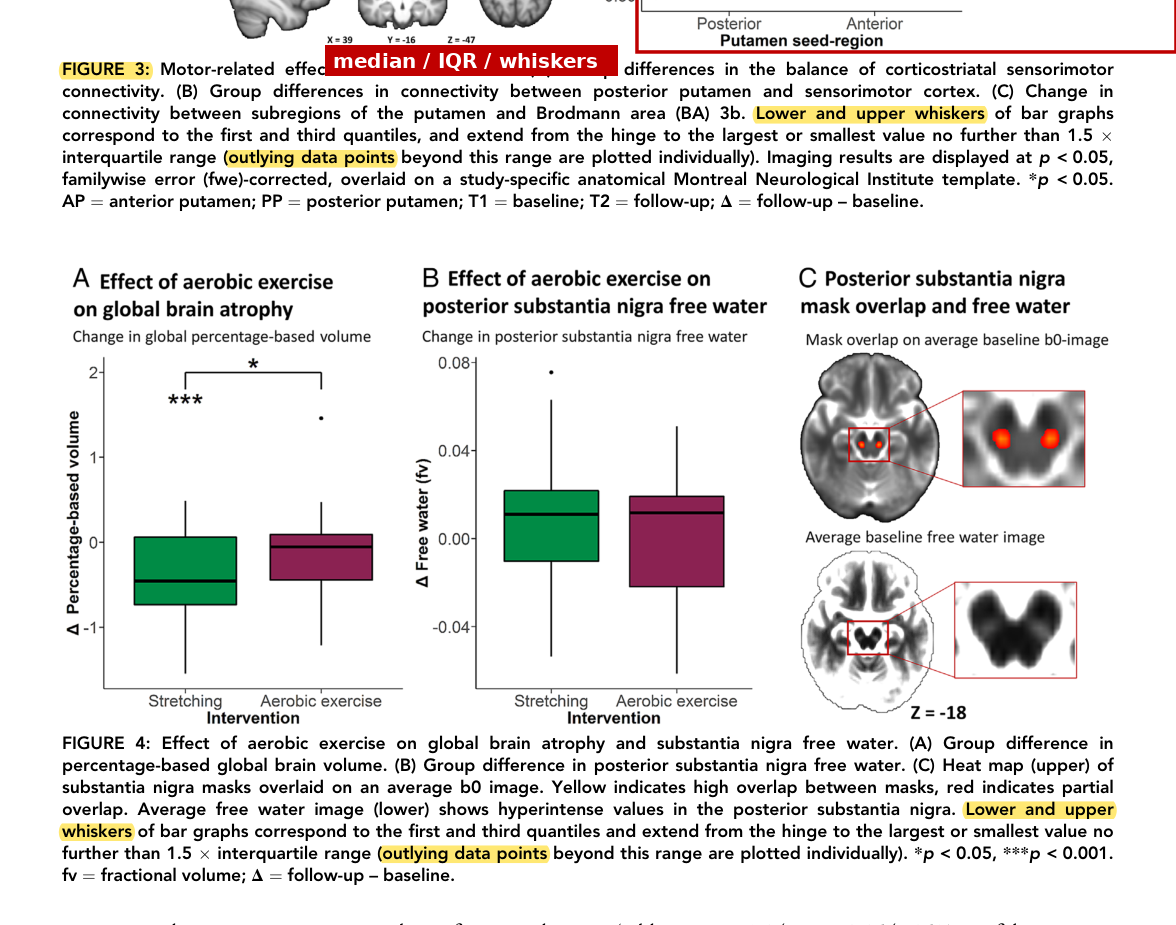 X = 39 Y = -16 Z = -47
Posterior Anterior
Putamen seed-region
median / IQR / whiskers
FIGURE 3: Motor-related differences in the balance of corticostriatal sensorimotor
connectivity. (B) Group differences in connectivity between posterior putamen and sensorimotor cortex. (C) Change in
connectivity between subregions of the putamen and Brodmann area (BA) 3b. Lower and upper whiskers of bar graphs
correspond to the first and third quantiles, and extend from the hinge to the largest or smallest value no further than 1.5 ×
interquartile range (outlying data points beyond this range are plotted individually). Imaging results are displayed at p < 0.05,
familywise error (fwe)-corrected, overlaid on a study-specific anatomical Montreal Neurological Institute template. *p < 0.05.
AP = anterior putamen; PP = posterior putamen; T1 = baseline; T2 = follow-up; Δ = follow-up – baseline.
A Effect of aerobic exercise
on global brain atrophy
Change in global percentage-based volume
2
1
0
-1
*
***
Δ Percentage-based volume
Stretching Aerobic exercise
Intervention
B Effect of aerobic exercise on
posterior substantia nigra free water
Change in posterior substantia nigra free water
0.08
0.04
0.00
-0.04
Δ Free water (fv)
Stretching Aerobic exercise
Intervention
C Posterior substantia nigra
mask overlap and free water
Mask overlap on average baseline b0-image
Average baseline free water image
Z = -18
FIGURE 4: Effect of aerobic exercise on global brain atrophy and substantia nigra free water. (A) Group difference in
percentage-based global brain volume. (B) Group difference in posterior substantia nigra free water. (C) Heat map (upper) of
substantia nigra masks overlaid on an average b0 image. Yellow indicates high overlap between masks, red indicates partial
overlap. Average free water image (lower) shows hyperintense values in the posterior substantia nigra. Lower and upper
whiskers of bar graphs correspond to the first and third quantiles and extend from the hinge to the largest or smallest value no
further than 1.5 × interquartile range (outlying data points beyond this range are plotted individually). *p < 0.05, ***p < 0.001.
fv = fractional volume; Δ = follow-up – baseline.